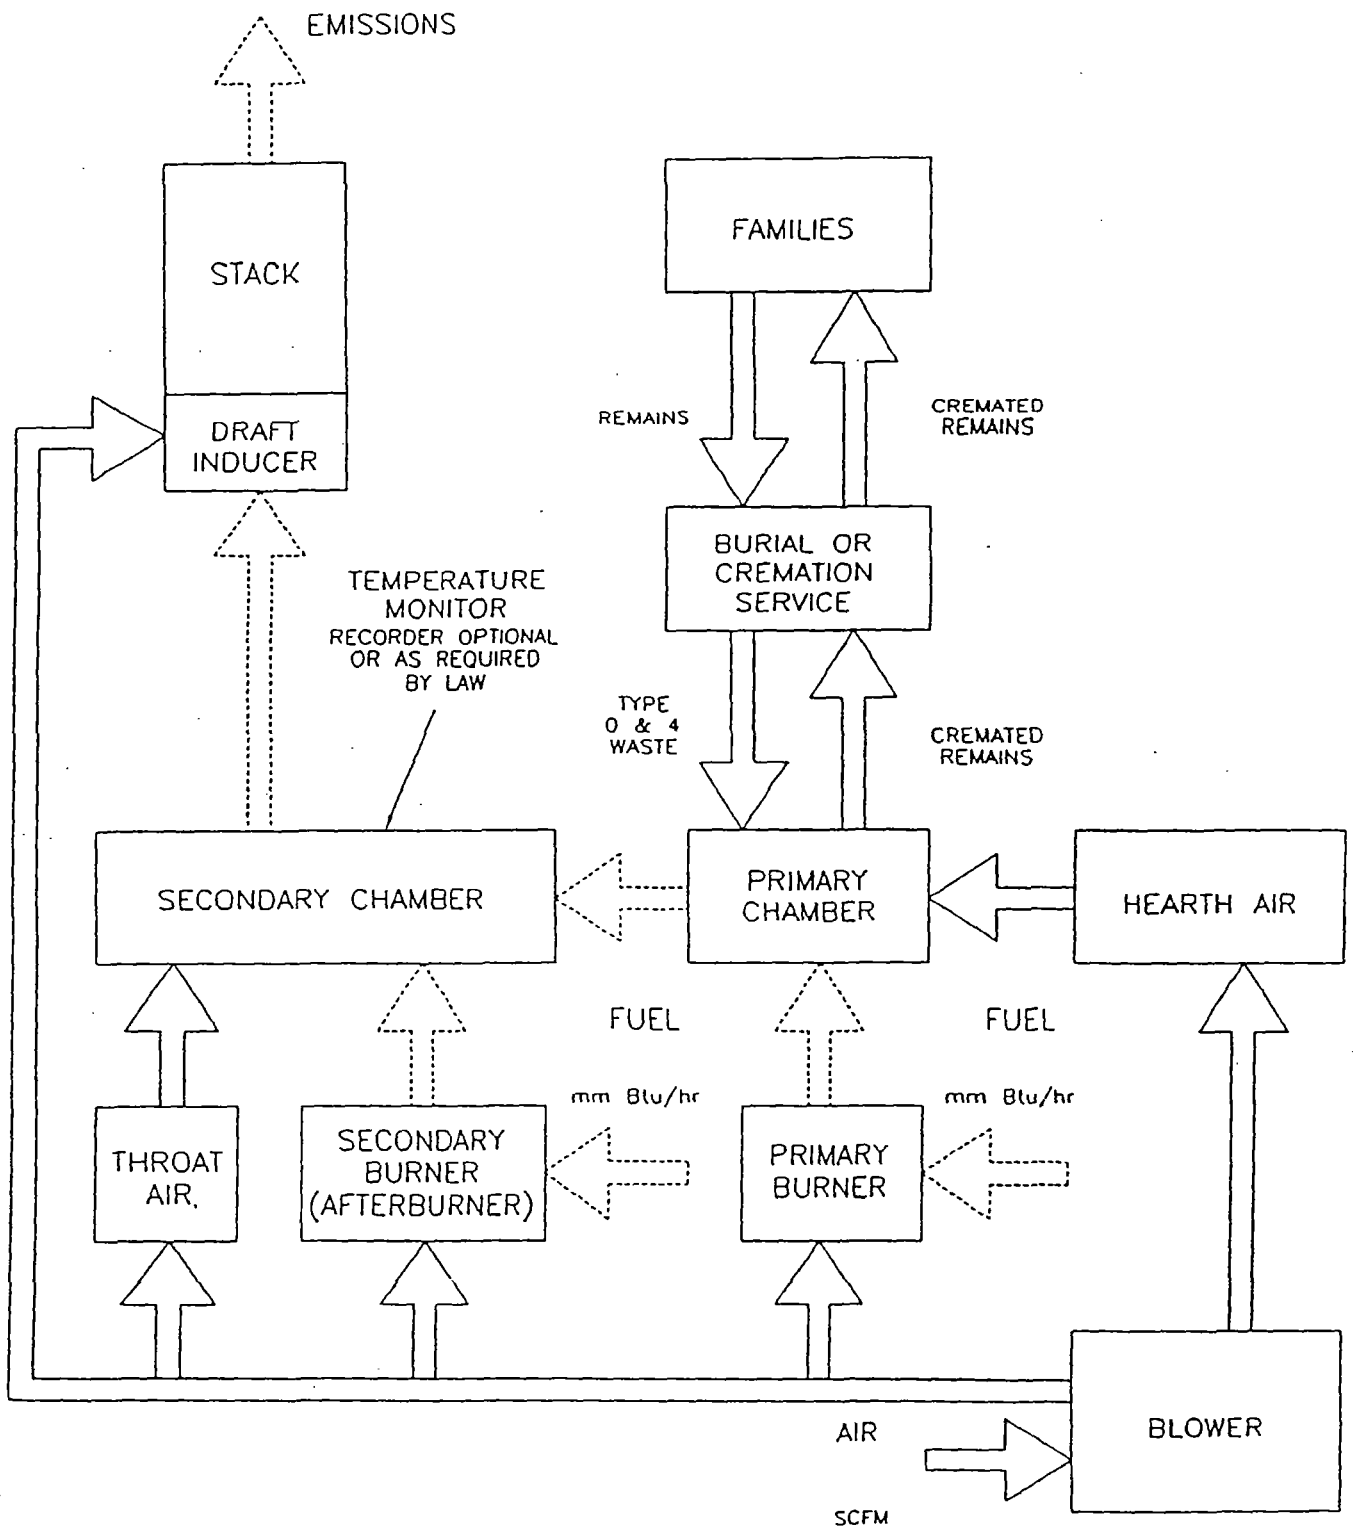 EMISSIONS
STACK
DRAFT
INDUCER
FAMILIES
REMAINS
CREMATED
REMAINS
BURIAL OR
CREMATION
SERVICE
TEMPERATURE
MONITOR
RECORDER OPTIONAL
OR AS REQUIRED
BY LAW
TYPE
0 & 4
WASTE
CREMATED
REMAINS
SECONDARY CHAMBER
PRIMARY
CHAMBER
HEARTH AIR
FUEL
FUEL
mm Btu/hr
mm Btu/hr
THROAT
AIR.
SECONDARY
BURNER
(AFTERBURNER)
PRIMARY
BURNER
AIR
BLOWER
SCFM